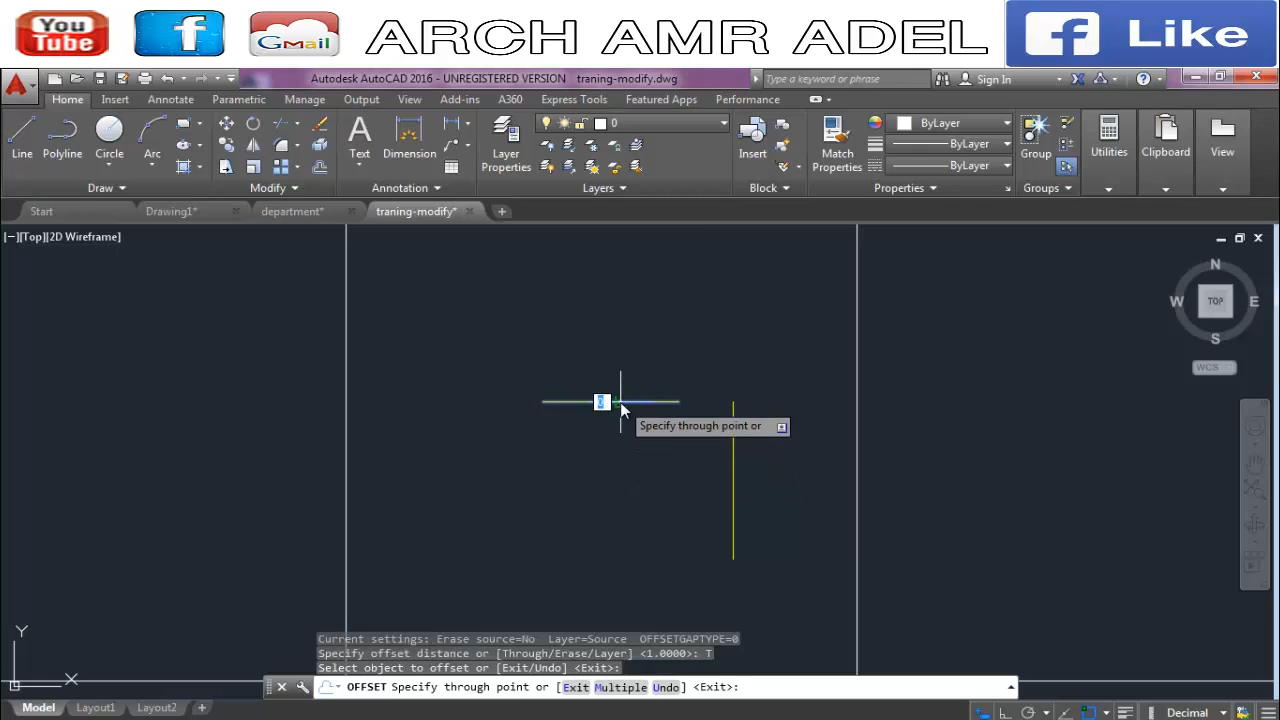 You
Tube
f
Gmail
ARCH AMR ADEL
f Like
Autodesk AutoCAD 2016 - UNREGISTERED VERSION traning-modify.dwg
Type a keyword or phrase
Sign In
Home Insert Annotate Parametric Manage Output View Add-ins A360 Express Tools Featured Apps Performance
Line Polyline Circle Arc
Text Dimension
Layer Properties
0
Insert
Match Properties
ByLayer
ByLayer
ByLayer
Group
Utilities
Clipboard
View
Draw Modify Annotation Layers Block Properties Groups
Start Drawing1* department* traning-modify*
[−][Top][2D Wireframe]
N
W TOP E
S
WCS
0
Specify through point or
Y
X
Current settings: Erase source=No Layer=Source OFFSETGAPTYPE=0
Specify offset distance or [Through/Erase/Layer] <1.0000>: T
Select object to offset or [Exit/Undo] <Exit>:
OFFSET Specify through point or [Exit Multiple Undo] <Exit>:
Model Layout1 Layout2 +
Decimal